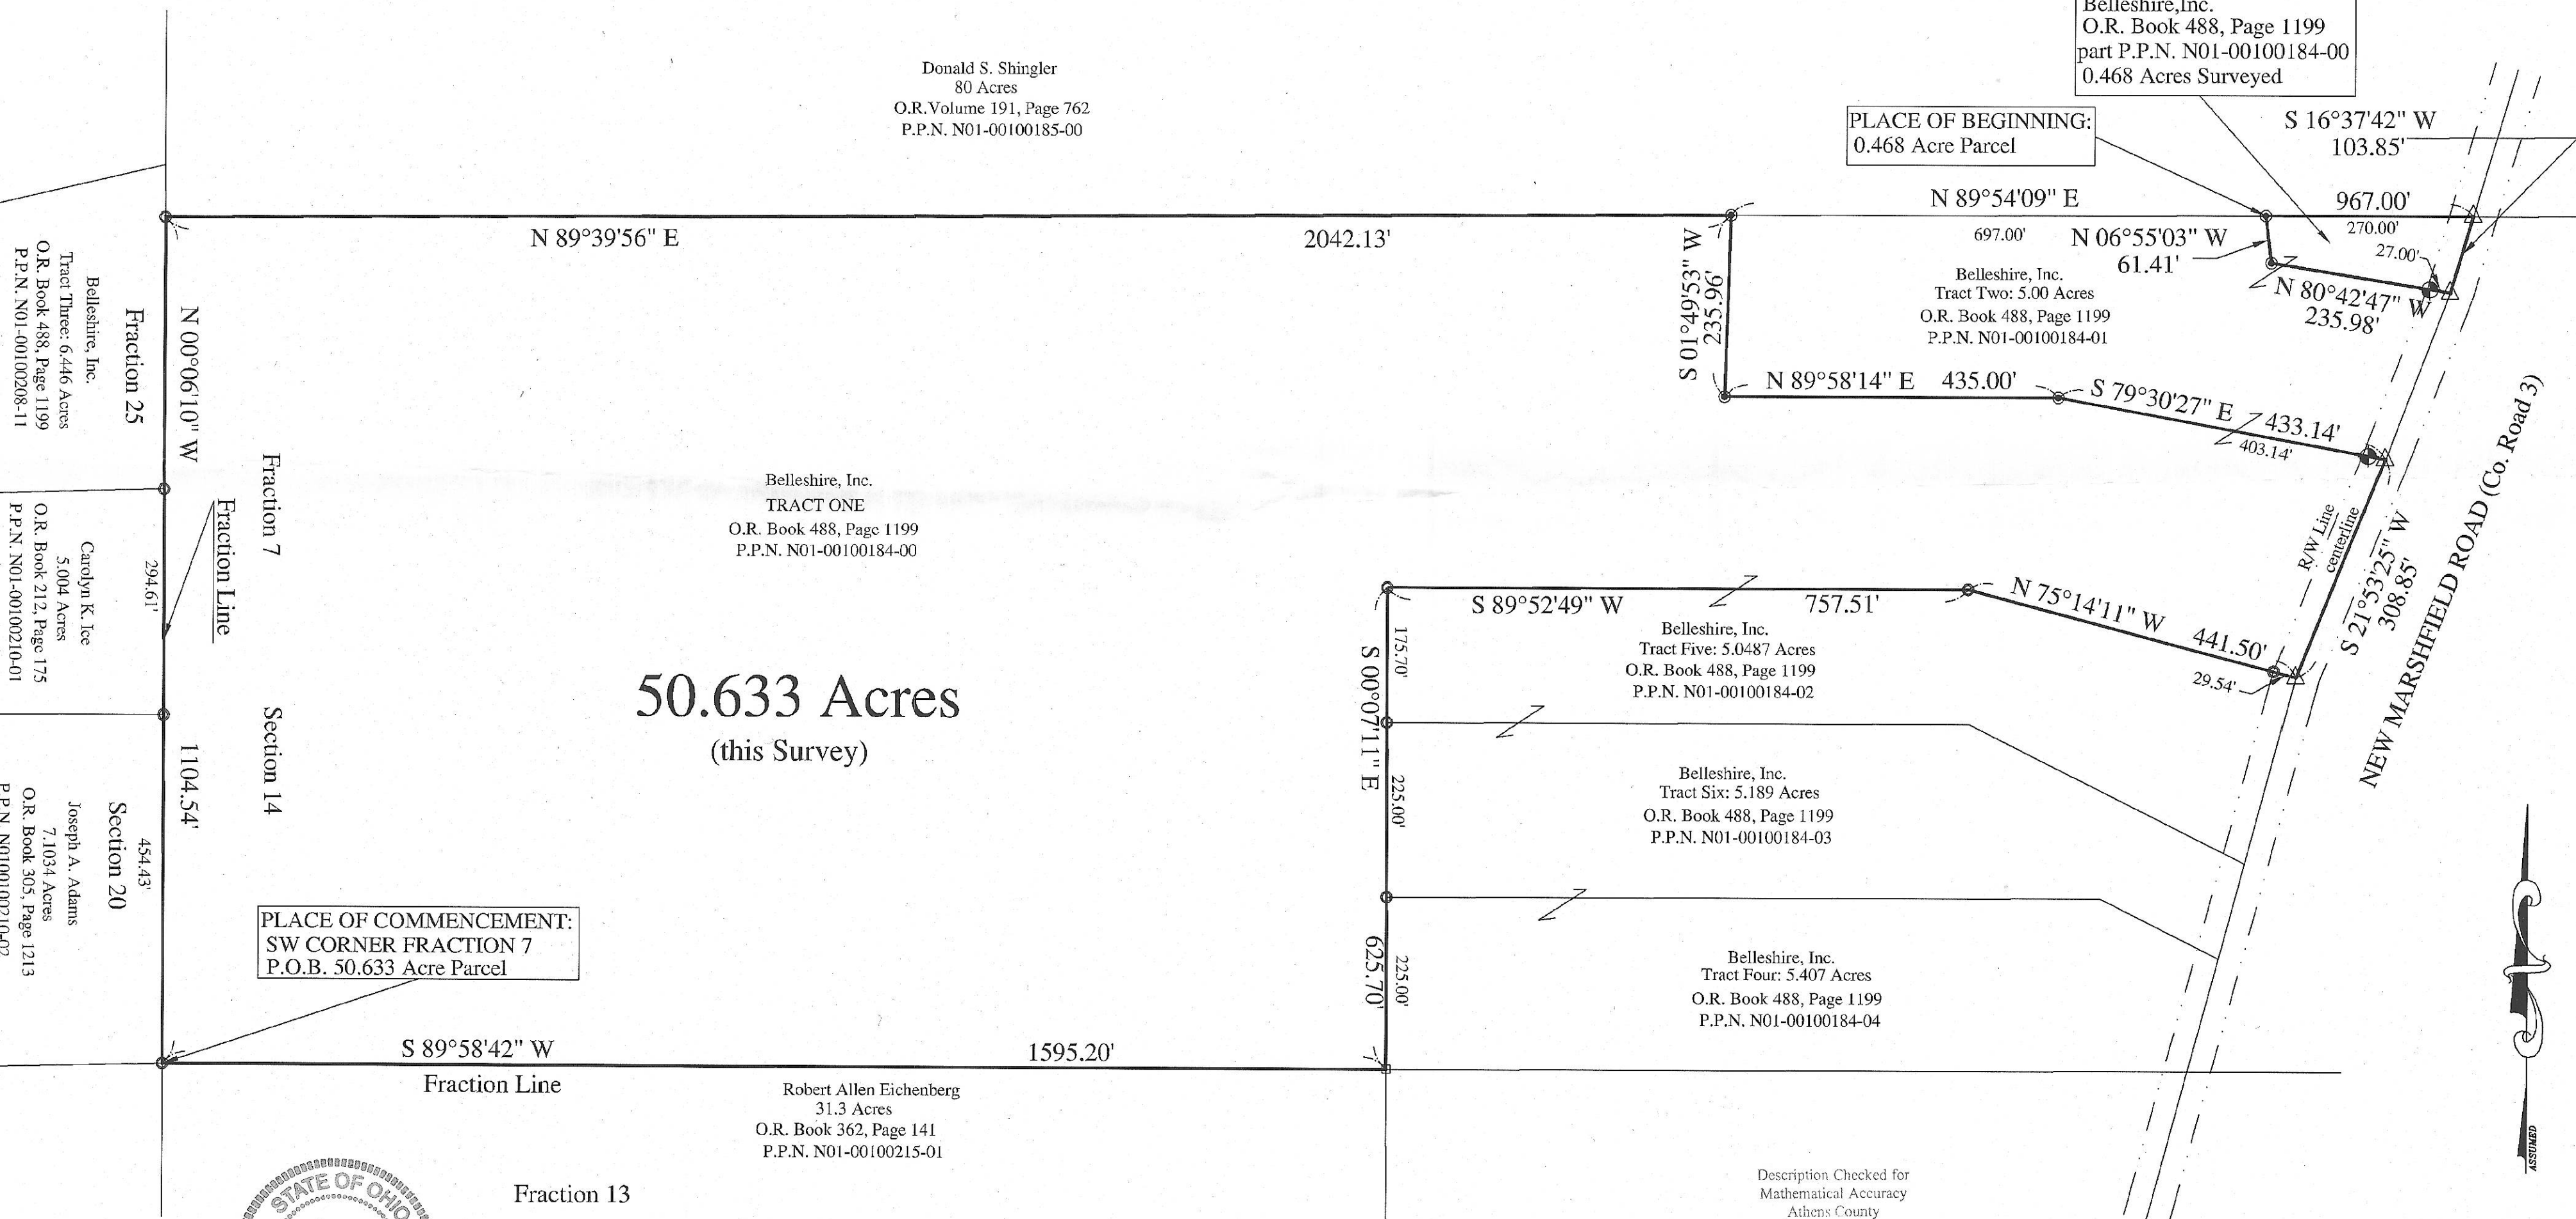 Belleshire,Inc.
O.R. Book 488, Page 1199
part P.P.N. N01-00100184-00
0.468 Acres Surveyed
Donald S. Shingler
80 Acres
O.R.Volume 191, Page 762
P.P.N. N01-00100185-00
PLACE OF BEGINNING:
0.468 Acre Parcel
S 16°37'42" W
103.85'
N 89°39'56" E
2042.13'
N 89°54'09" E
967.00'
697.00'
270.00'
N 06°55'03" W
61.41'
27.00'
N 80°42'47" W
235.98'
S 01°49'53" W
235.96'
Belleshire, Inc.
Tract Two: 5.00 Acres
O.R. Book 488, Page 1199
P.P.N. N01-00100184-01
N 89°58'14" E 435.00'
S 79°30'27" E 433.14'
403.14'
Belleshire, Inc.
Tract Three: 6.446 Acres
O.R. Book 488, Page 1199
P.P.N. N01-00100208-11
Fraction 25
N 00°06'10" W
1104.54'
Fraction 7
Section 14
Fraction Line
Carolyn K. Ice
5.004 Acres
O.R. Book 212, Page 175
P.P.N. N01-00100210-01
294.61'
Belleshire, Inc.
TRACT ONE
O.R. Book 488, Page 1199
P.P.N. N01-00100184-00
50.633 Acres
(this Survey)
R/W Line
centerline
S 21°53'25" W
308.85'
NEW MARSHFIELD ROAD (Co. Road 3)
S 89°52'49" W
757.51'
N 75°14'11" W
441.50'
29.54'
175.70'
S 00°07'11" E
625.70'
225.00'
225.00'
Belleshire, Inc.
Tract Five: 5.0487 Acres
O.R. Book 488, Page 1199
P.P.N. N01-00100184-02
Belleshire, Inc.
Tract Six: 5.189 Acres
O.R. Book 488, Page 1199
P.P.N. N01-00100184-03
Belleshire, Inc.
Tract Four: 5.407 Acres
O.R. Book 488, Page 1199
P.P.N. N01-00100184-04
454.43'
Section 20
Joseph A. Adams
7.1034 Acres
O.R. Book 305, Page 1213
P.P.N. N0100100210-02
PLACE OF COMMENCEMENT:
SW CORNER FRACTION 7
P.O.B. 50.633 Acre Parcel
S 89°58'42" W
1595.20'
Fraction Line
Robert Allen Eichenberg
31.3 Acres
O.R. Book 362, Page 141
P.P.N. N01-00100215-01
Fraction 13
STATE OF OHIO
Description Checked for
Mathematical Accuracy
Athens County
ASSUMED